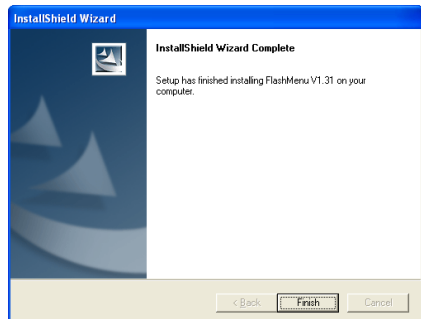 InstallShield Wizard
InstallShield Wizard Complete
Setup has finished installing FlashMenu V1.31 on your
computer.
< Back
Finish
Cancel